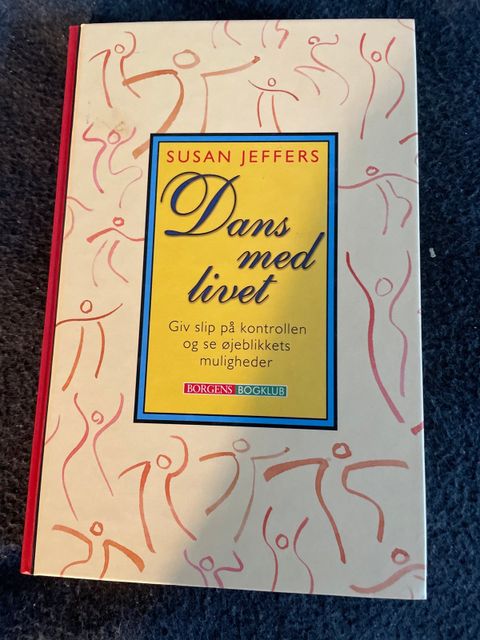 SUSAN JEFFERS
Dans
med
livet
Giv slip på kontrollen
og se øjeblikkets
muligheder
BORGENS BOGKLUB